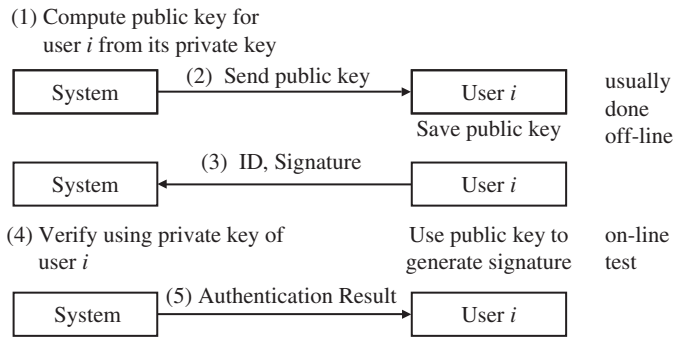 (1) Compute public key for
user i from its private key
System
(2) Send public key
User i
usually
done
off-line
Save public key
System
(3) ID, Signature
User i
(4) Verify using private key of
user i
Use public key to
generate signature
on-line
test
System
(5) Authentication Result
User i